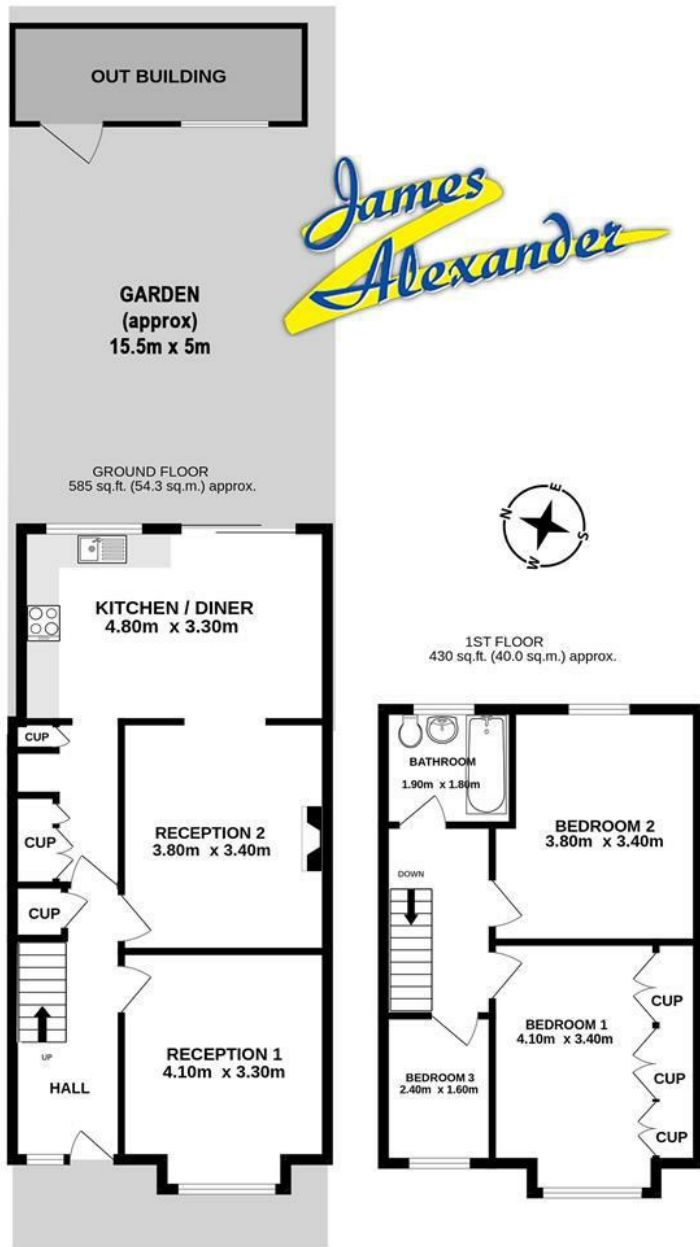 OUT BUILDING
James
Alexander
GARDEN
(approx)
15.5m x 5m
GROUND FLOOR
585 sq.ft. (54.3 sq.m.) approx.
N
E
S
W
KITCHEN / DINER
4.80m x 3.30m
1ST FLOOR
430 sq.ft. (40.0 sq.m.) approx.
CUP
CUP
CUP
RECEPTION 2
3.80m x 3.40m
UP
HALL
RECEPTION 1
4.10m x 3.30m
BATHROOM
1.90m x 1.80m
BEDROOM 2
3.80m x 3.40m
DOWN
BEDROOM 1
4.10m x 3.40m
CUP
CUP
CUP
BEDROOM 3
2.40m x 1.60m